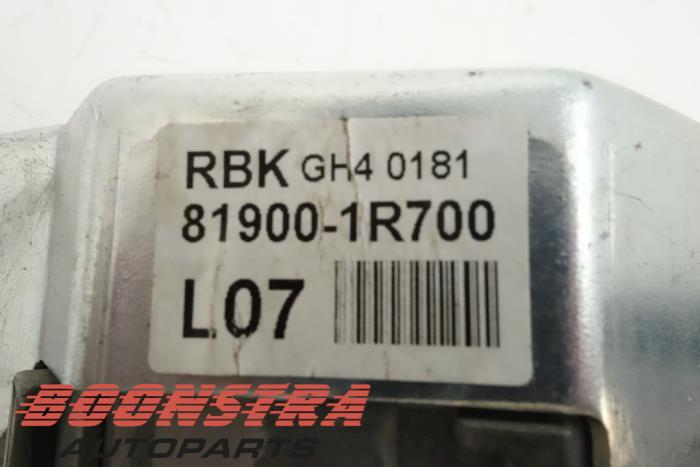 RBK GH4 0181
81900-1R700
L07
BOONSTRA
AUTOPARTS